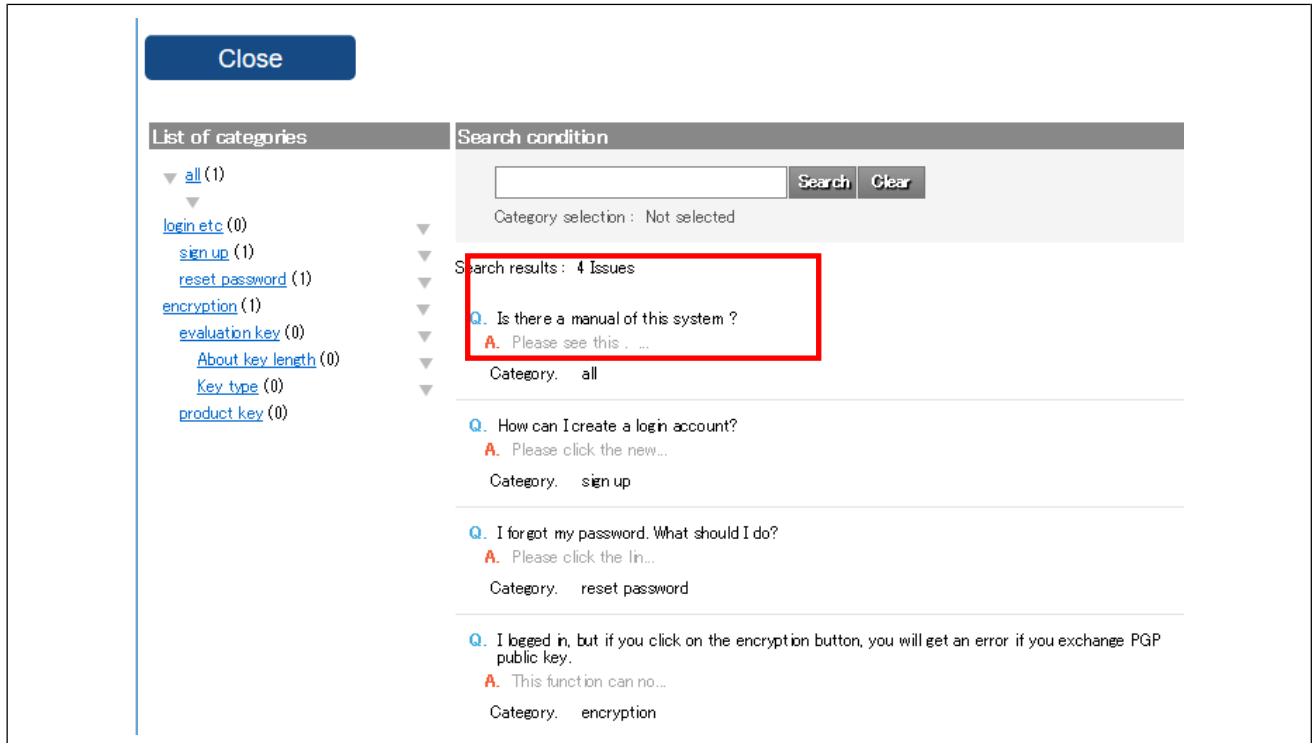 Close
List of categories
all (1)
login etc (0)
sign up (1)
reset password (1)
encryption (1)
evaluation key (0)
About key length (0)
Key type (0)
product key (0)
Search condition
Search Clear
Category selection : Not selected
Search results : 4 Issues
Q. Is there a manual of this system ?
A. Please see this . ...
Category. all
Q. How can I create a login account?
A. Please click the new...
Category. sign up
Q. I forgot my password. What should I do?
A. Please click the lin...
Category. reset password
Q. I logged in, but if you click on the encryption button, you will get an error if you exchange PGP
public key.
A. This function can no...
Category. encryption